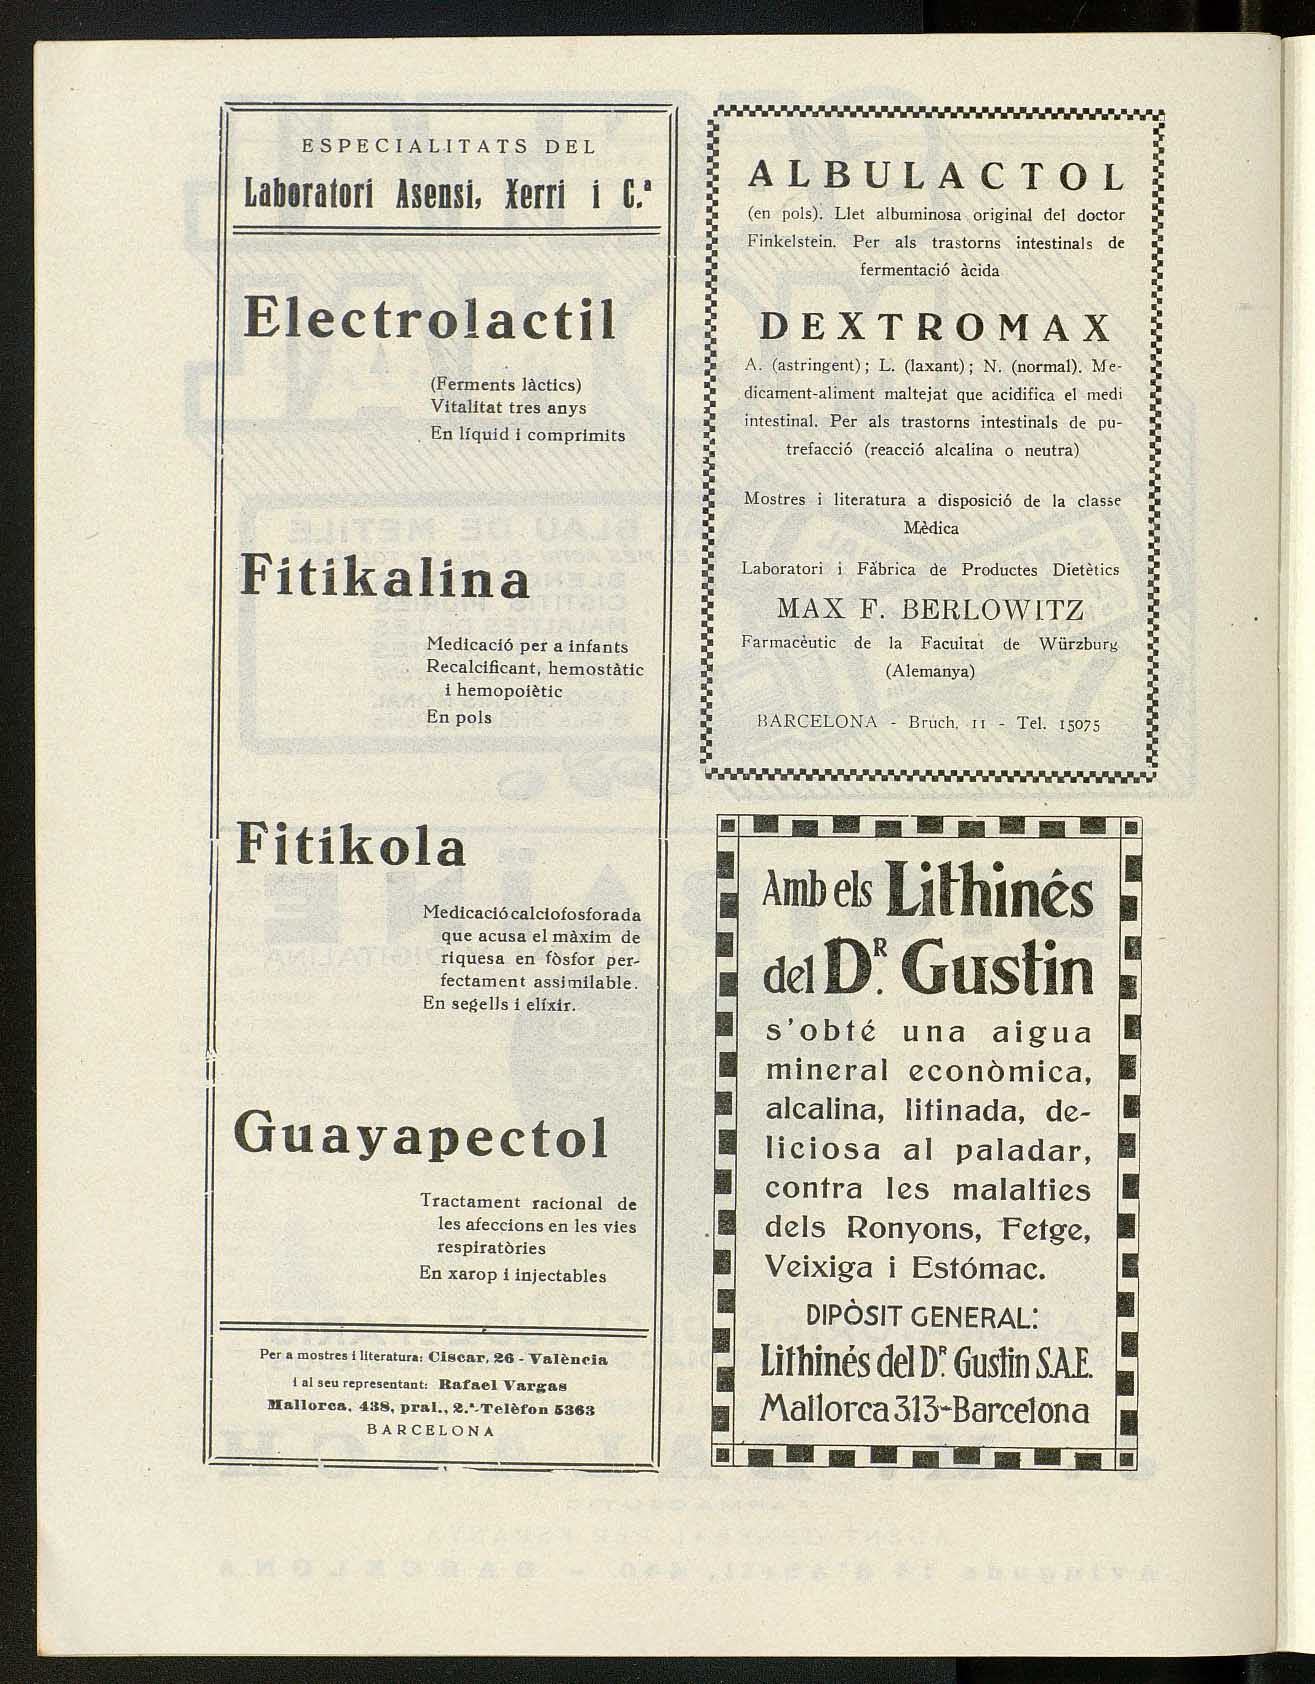 ESPECIALITATS DEL
Laboratori Asensi, Xerri i C.ª
Electrolactil
(Ferments làctics)
Vitalitat tres anys
En líquid i comprimits
Fitikalina
Medicació per a infants
Recalcificant, hemostàtic
i hemopoiètic
En pols
Fitikola
Medicació calciofosforada
que acusa el màxim de
riquesa en fòsfor per-
fectament assimilable.
En segells i elíxir.
Guayapectol
Tractament racional de
les afeccions en les vies
respiratòries
En xarop i injectables
Per a mostres i literatura: Ciscar, 26 - València
i al seu representant: Rafael Vargas
Mallorca, 438, pral., 2.ª-Telèfon 5363
BARCELONA
ALBULACTOL
(en pols). Llet albuminosa original del doctor
Finkelstein. Per als trastorns intestinals de
fermentació àcida
DEXTROMAX
A. (astringent); L. (laxant); N. (normal). Me-
dicament-aliment maltejat que acidifica el medi
intestinal. Per als trastorns intestinals de pu-
trefacció (reacció alcalina o neutra)
Mostres i literatura a disposició de la classe
Mèdica
Laboratori i Fàbrica de Productes Dietètics
MAX F. BERLOWITZ
Farmacèutic de la Facultat de Würzburg
(Alemanya)
BARCELONA - Bruch, 11 - Tel. 15075
Amb els Lithinés
del Dr. Gustin
s'obté una aigua
mineral econòmica,
alcalina, litinada, de-
liciosa al paladar,
contra les malalties
dels Ronyons, Fetge,
Veixiga i Estómac.
DIPÒSIT GENERAL:
Lithinés del Dr. Gustin S.A.E.
Mallorca 313-Barcelona